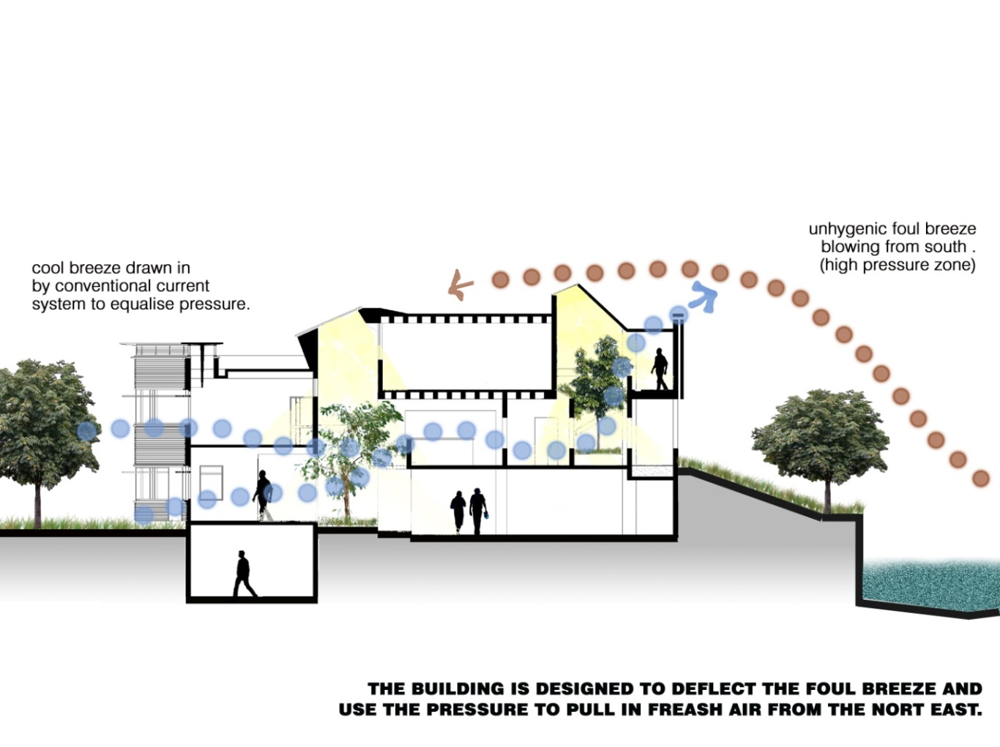 unhygenic foul breeze
blowing from south .
(high pressure zone)
cool breeze drawn in
by conventional current
system to equalise pressure.
THE BUILDING IS DESIGNED TO DEFLECT THE FOUL BREEZE AND
USE THE PRESSURE TO PULL IN FREASH AIR FROM THE NORT EAST.